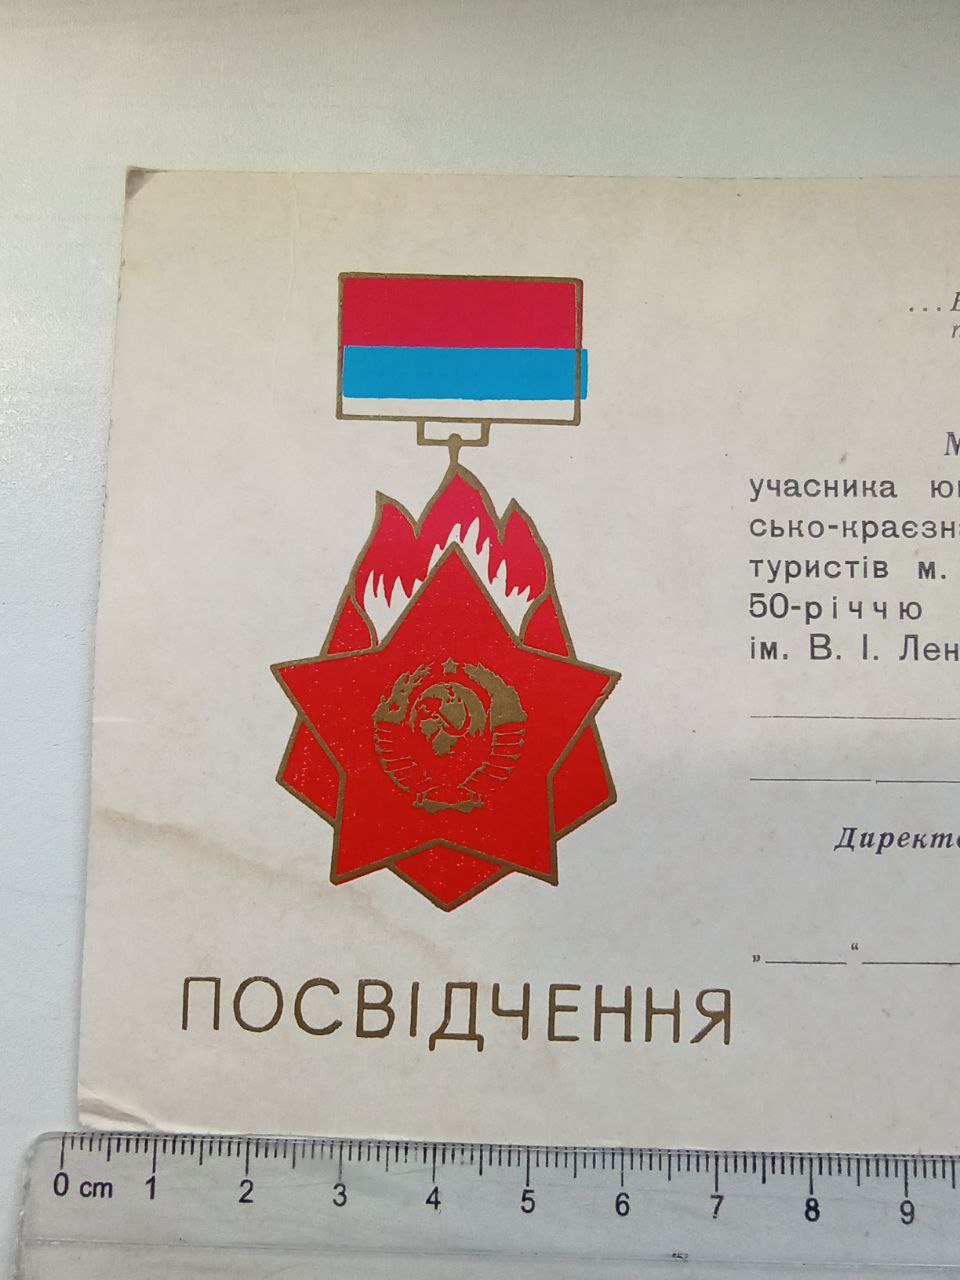 ПОСВІДЧЕННЯ
учасника
сько-краєзн
туристів м.
50-річчю
ім. В. І. Лен
Директ
„ “
0 cm 1 2 3 4 5 6 7 8 9